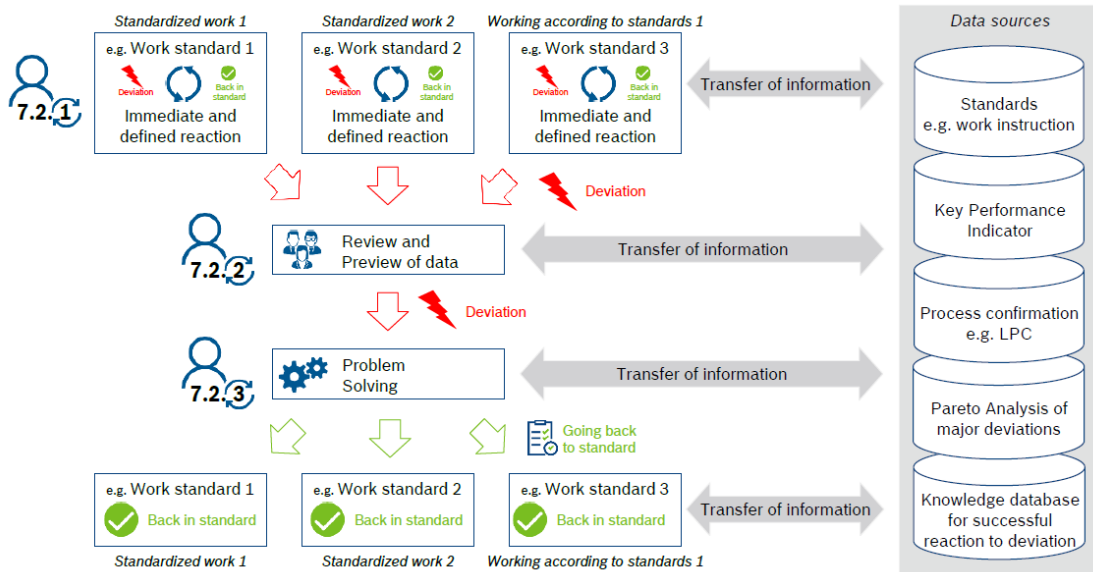 Standardized work 1
Standardized work 2
Working according to standards 1
Data sources
e.g. Work standard 1
Deviation
Back in
standard
Immediate and
defined reaction
e.g. Work standard 2
Deviation
Back in
standard
Immediate and
defined reaction
e.g. Work standard 3
Deviation
Back in
standard
Immediate and
defined reaction
7.2.1
Transfer of information
Standards
e.g. work instruction
Deviation
7.2.2
Review and
Preview of data
Transfer of information
Key Performance
Indicator
Deviation
7.2.3
Problem
Solving
Transfer of information
Process confirmation
e.g. LPC
Going back
to standard
Pareto Analysis of
major deviations
e.g. Work standard 1
Back in standard
e.g. Work standard 2
Back in standard
e.g. Work standard 3
Back in standard
Transfer of information
Knowledge database
for successful
reaction to deviation
Standardized work 1
Standardized work 2
Working according to standards 1